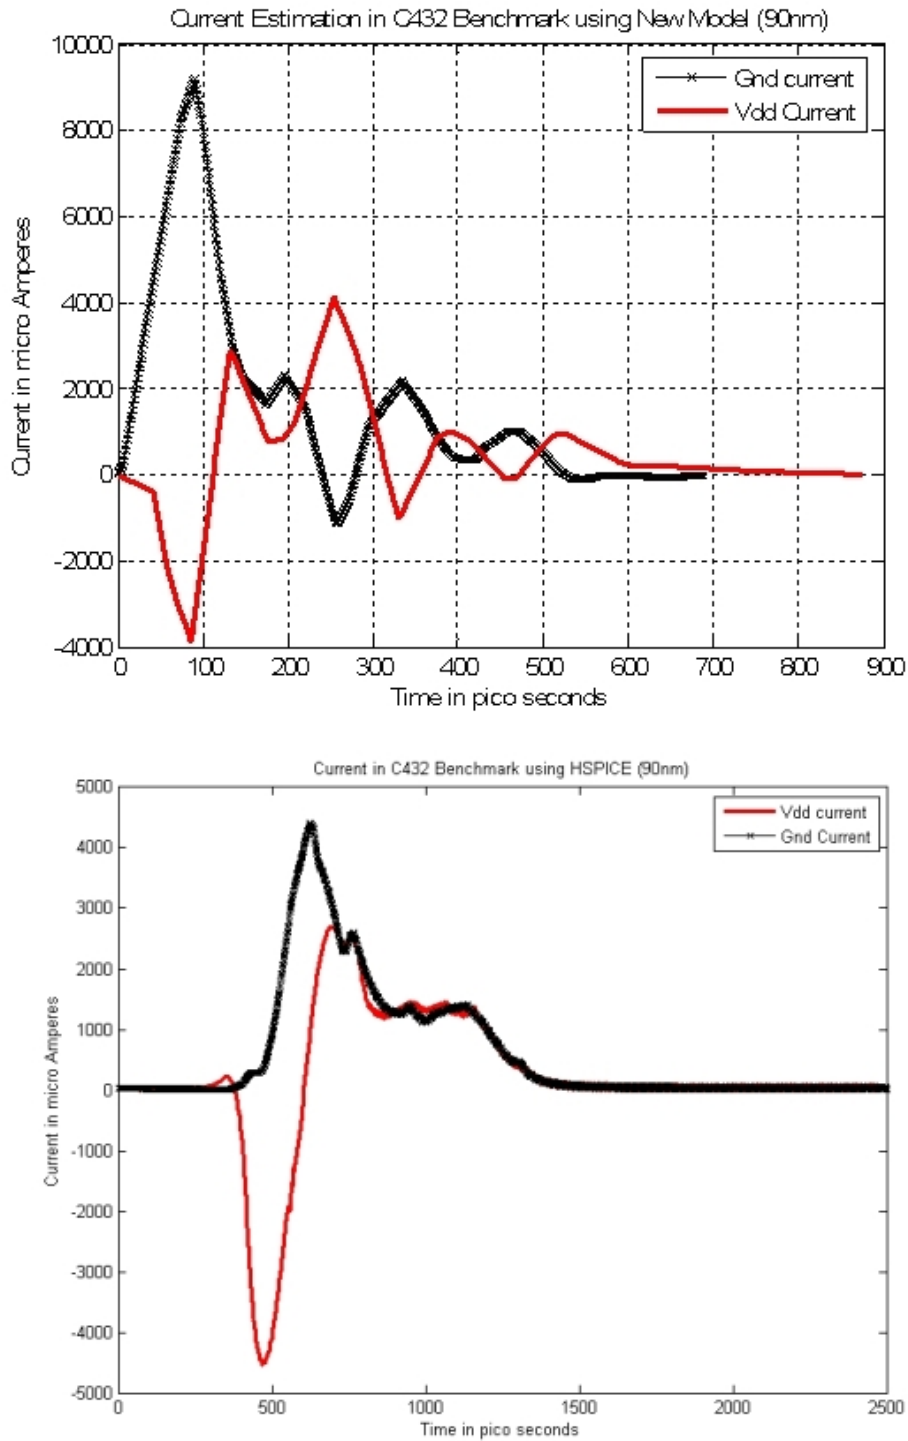 Current Estimation in C432 Benchmark using New Model (90nm)
10000
8000
6000
4000
2000
0
-2000
-4000
Current in micro Amperes
Gnd current
Vdd Current
0 100 200 300 400 500 600 700 800 900
Time in pico seconds
Current in C432 Benchmark using HSPICE (90nm)
5000
4000
3000
2000
1000
0
-1000
-2000
-3000
-4000
-5000
Current in micro Amperes
Vdd current
Gnd Current
0 500 1000 1500 2000 2500
Time in pico seconds